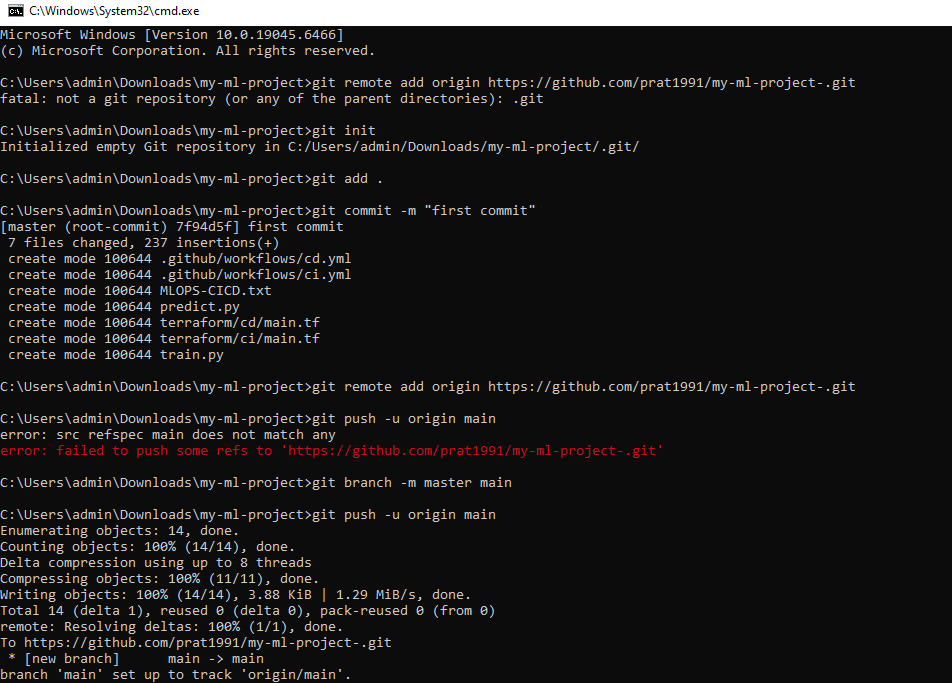 C:\Windows\System32\cmd.exe
Microsoft Windows [Version 10.0.19045.6466]
(c) Microsoft Corporation. All rights reserved.
C:\Users\admin\Downloads\my-ml-project>git remote add origin https://github.com/prat1991/my-ml-project-.git
fatal: not a git repository (or any of the parent directories): .git
C:\Users\admin\Downloads\my-ml-project>git init
Initialized empty Git repository in C:/Users/admin/Downloads/my-ml-project/.git/
C:\Users\admin\Downloads\my-ml-project>git add .
C:\Users\admin\Downloads\my-ml-project>git commit -m "first commit"
[master (root-commit) 7f94d5f] first commit
 7 files changed, 237 insertions(+)
 create mode 100644 .github/workflows/cd.yml
 create mode 100644 .github/workflows/ci.yml
 create mode 100644 MLOPS-CICD.txt
 create mode 100644 predict.py
 create mode 100644 terraform/cd/main.tf
 create mode 100644 terraform/ci/main.tf
 create mode 100644 train.py
C:\Users\admin\Downloads\my-ml-project>git remote add origin https://github.com/prat1991/my-ml-project-.git
C:\Users\admin\Downloads\my-ml-project>git push -u origin main
error: src refspec main does not match any
error: failed to push some refs to 'https://github.com/prat1991/my-ml-project-.git'
C:\Users\admin\Downloads\my-ml-project>git branch -m master main
C:\Users\admin\Downloads\my-ml-project>git push -u origin main
Enumerating objects: 14, done.
Counting objects: 100% (14/14), done.
Delta compression using up to 8 threads
Compressing objects: 100% (11/11), done.
Writing objects: 100% (14/14), 3.88 KiB | 1.29 MiB/s, done.
Total 14 (delta 1), reused 0 (delta 0), pack-reused 0 (from 0)
remote: Resolving deltas: 100% (1/1), done.
To https://github.com/prat1991/my-ml-project-.git
 * [new branch]      main -> main
branch 'main' set up to track 'origin/main'.